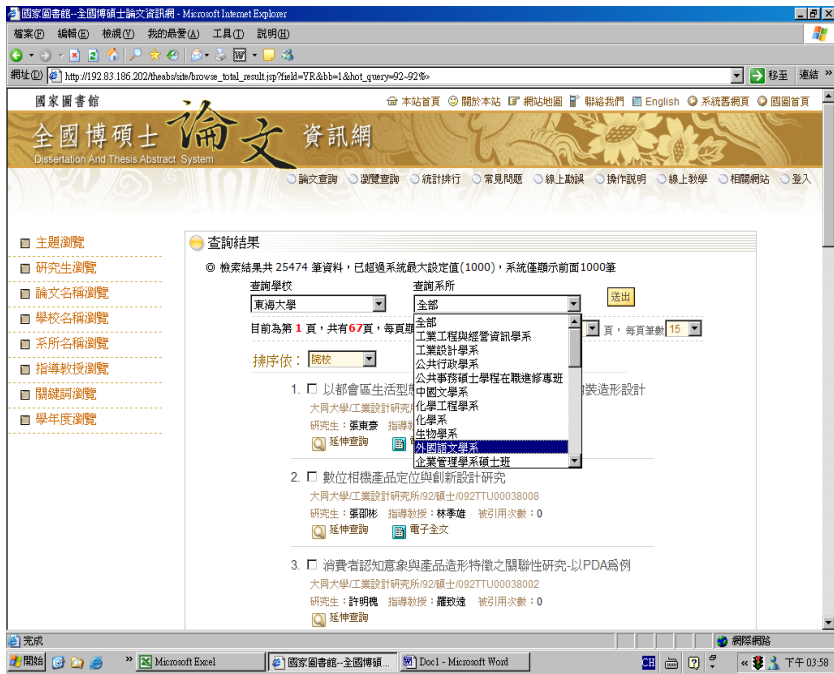 國家圖書館--全國博碩士論文資訊網 - Microsoft Internet Explorer
檔案(F) 編輯(E) 檢視(V) 我的最愛(A) 工具(T) 說明(H)
網址(D) http://192.83.186.202/theabs/site/browse_total_result.jsp?field=YR&bb=1&hot_query=92~92%> 移至 連結 »
國家圖書館 本站首頁 關於本站 網站地圖 聯絡我們 English 系統舊網頁 國圖首頁
全國博碩士論文資訊網
Dissertation And Thesis Abstract System
論文查詢 瀏覽查詢 統計排行 常見問題 線上勘誤 操作說明 線上教學 相關網站 登入
主題瀏覽
研究生瀏覽
論文名稱瀏覽
學校名稱瀏覽
系所名稱瀏覽
指導教授瀏覽
關鍵詞瀏覽
學年度瀏覽
查詢結果
◎ 檢索結果共 25474 筆資料,已超過系統最大設定值(1000),系統僅顯示前面1000筆
查詢學校 查詢系所
東海大學 全部 送出
目前為第 1 頁,共有67頁,每頁 頁,每頁筆數 15
全部
工業工程與經營資訊學系
工業設計學系
公共行政學系
公共事務碩士學程在職進修專班
中國文學系
化學工程學系
化學系
生物學系
外國語文學系
企業管理學系碩士班
排序依: 院校
1. 以都會區生活型態 裝造形設計
大同大學/工業設計研究所
研究生:張東豪 指導
延伸查詢
2. 數位相機產品定位與創新設計研究
大同大學/工業設計研究所/92/碩士/092TTU00038008
研究生:張卲彬 指導教授:林季雄 被引用次數:0
延伸查詢 電子全文
3. 消費者認知意象與產品造形特徵之關聯性研究-以PDA為例
大同大學/工業設計研究所/92/碩士/092TTU00038002
研究生:許明槐 指導教授:羅致遠 被引用次數:0
延伸查詢
完成 網際網路
開始 » Microsoft Excel 國家圖書館--全國博碩... Doc1 - Microsoft Word CH « 下午 03:58